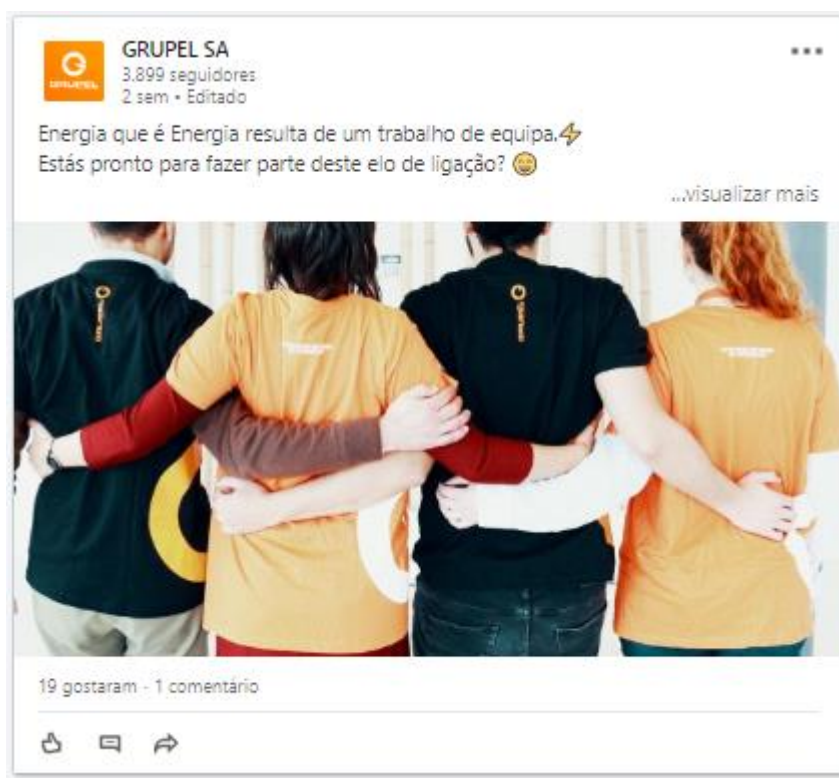 GRUPEL SA
3.899 seguidores
2 sem • Editado
Energia que é Energia resulta de um trabalho de equipa.⚡
Estás pronto para fazer parte deste elo de ligação? 😄
...visualizar mais
19 gostaram · 1 comentário